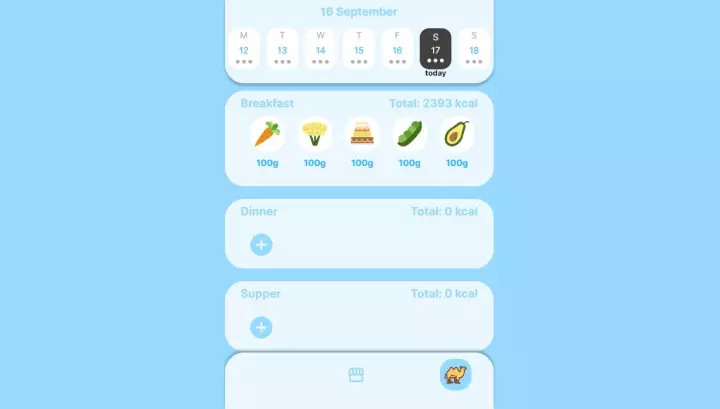 16 September
M T W T F S S
12 13 14 15 16 17 18
today
Breakfast Total: 2393 kcal
100g 100g 100g 100g 100g
Dinner Total: 0 kcal
Supper Total: 0 kcal